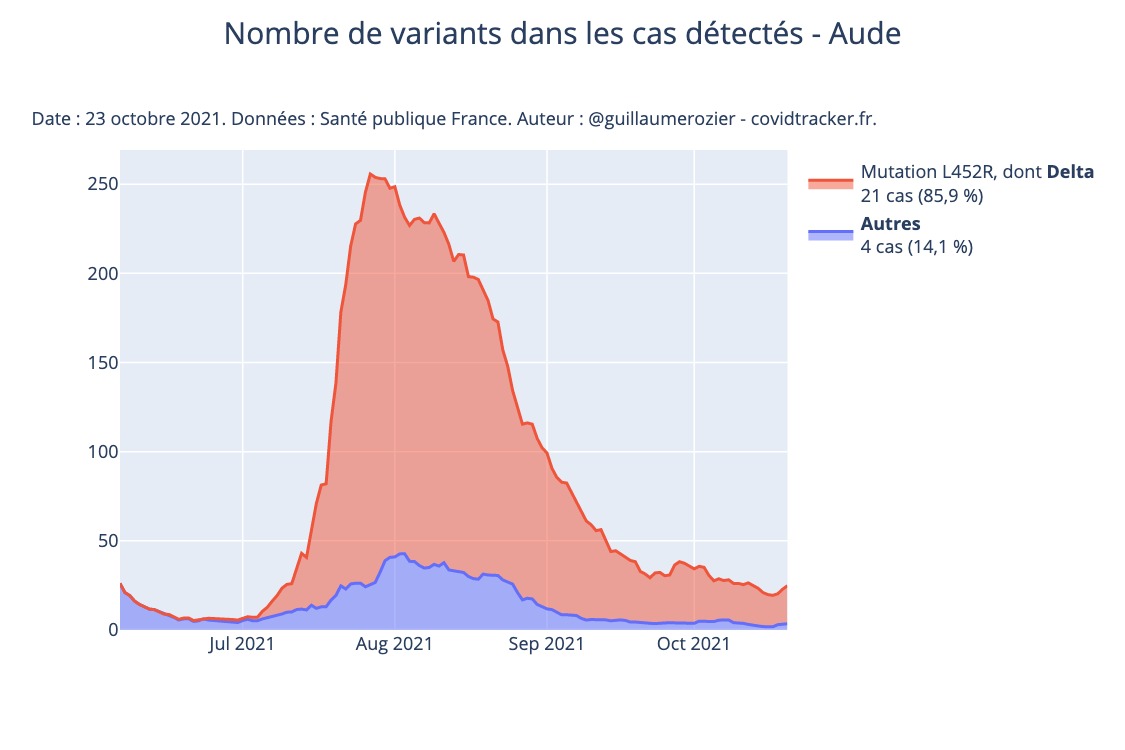 Nombre de variants dans les cas détectés - Aude
Date : 23 octobre 2021. Données : Santé publique France. Auteur : @guillaumerozier - covidtracker.fr.
Mutation L452R, dont Delta
21 cas (85,9 %)
Autres
4 cas (14,1 %)
250
200
150
100
50
0
Jul 2021
Aug 2021
Sep 2021
Oct 2021